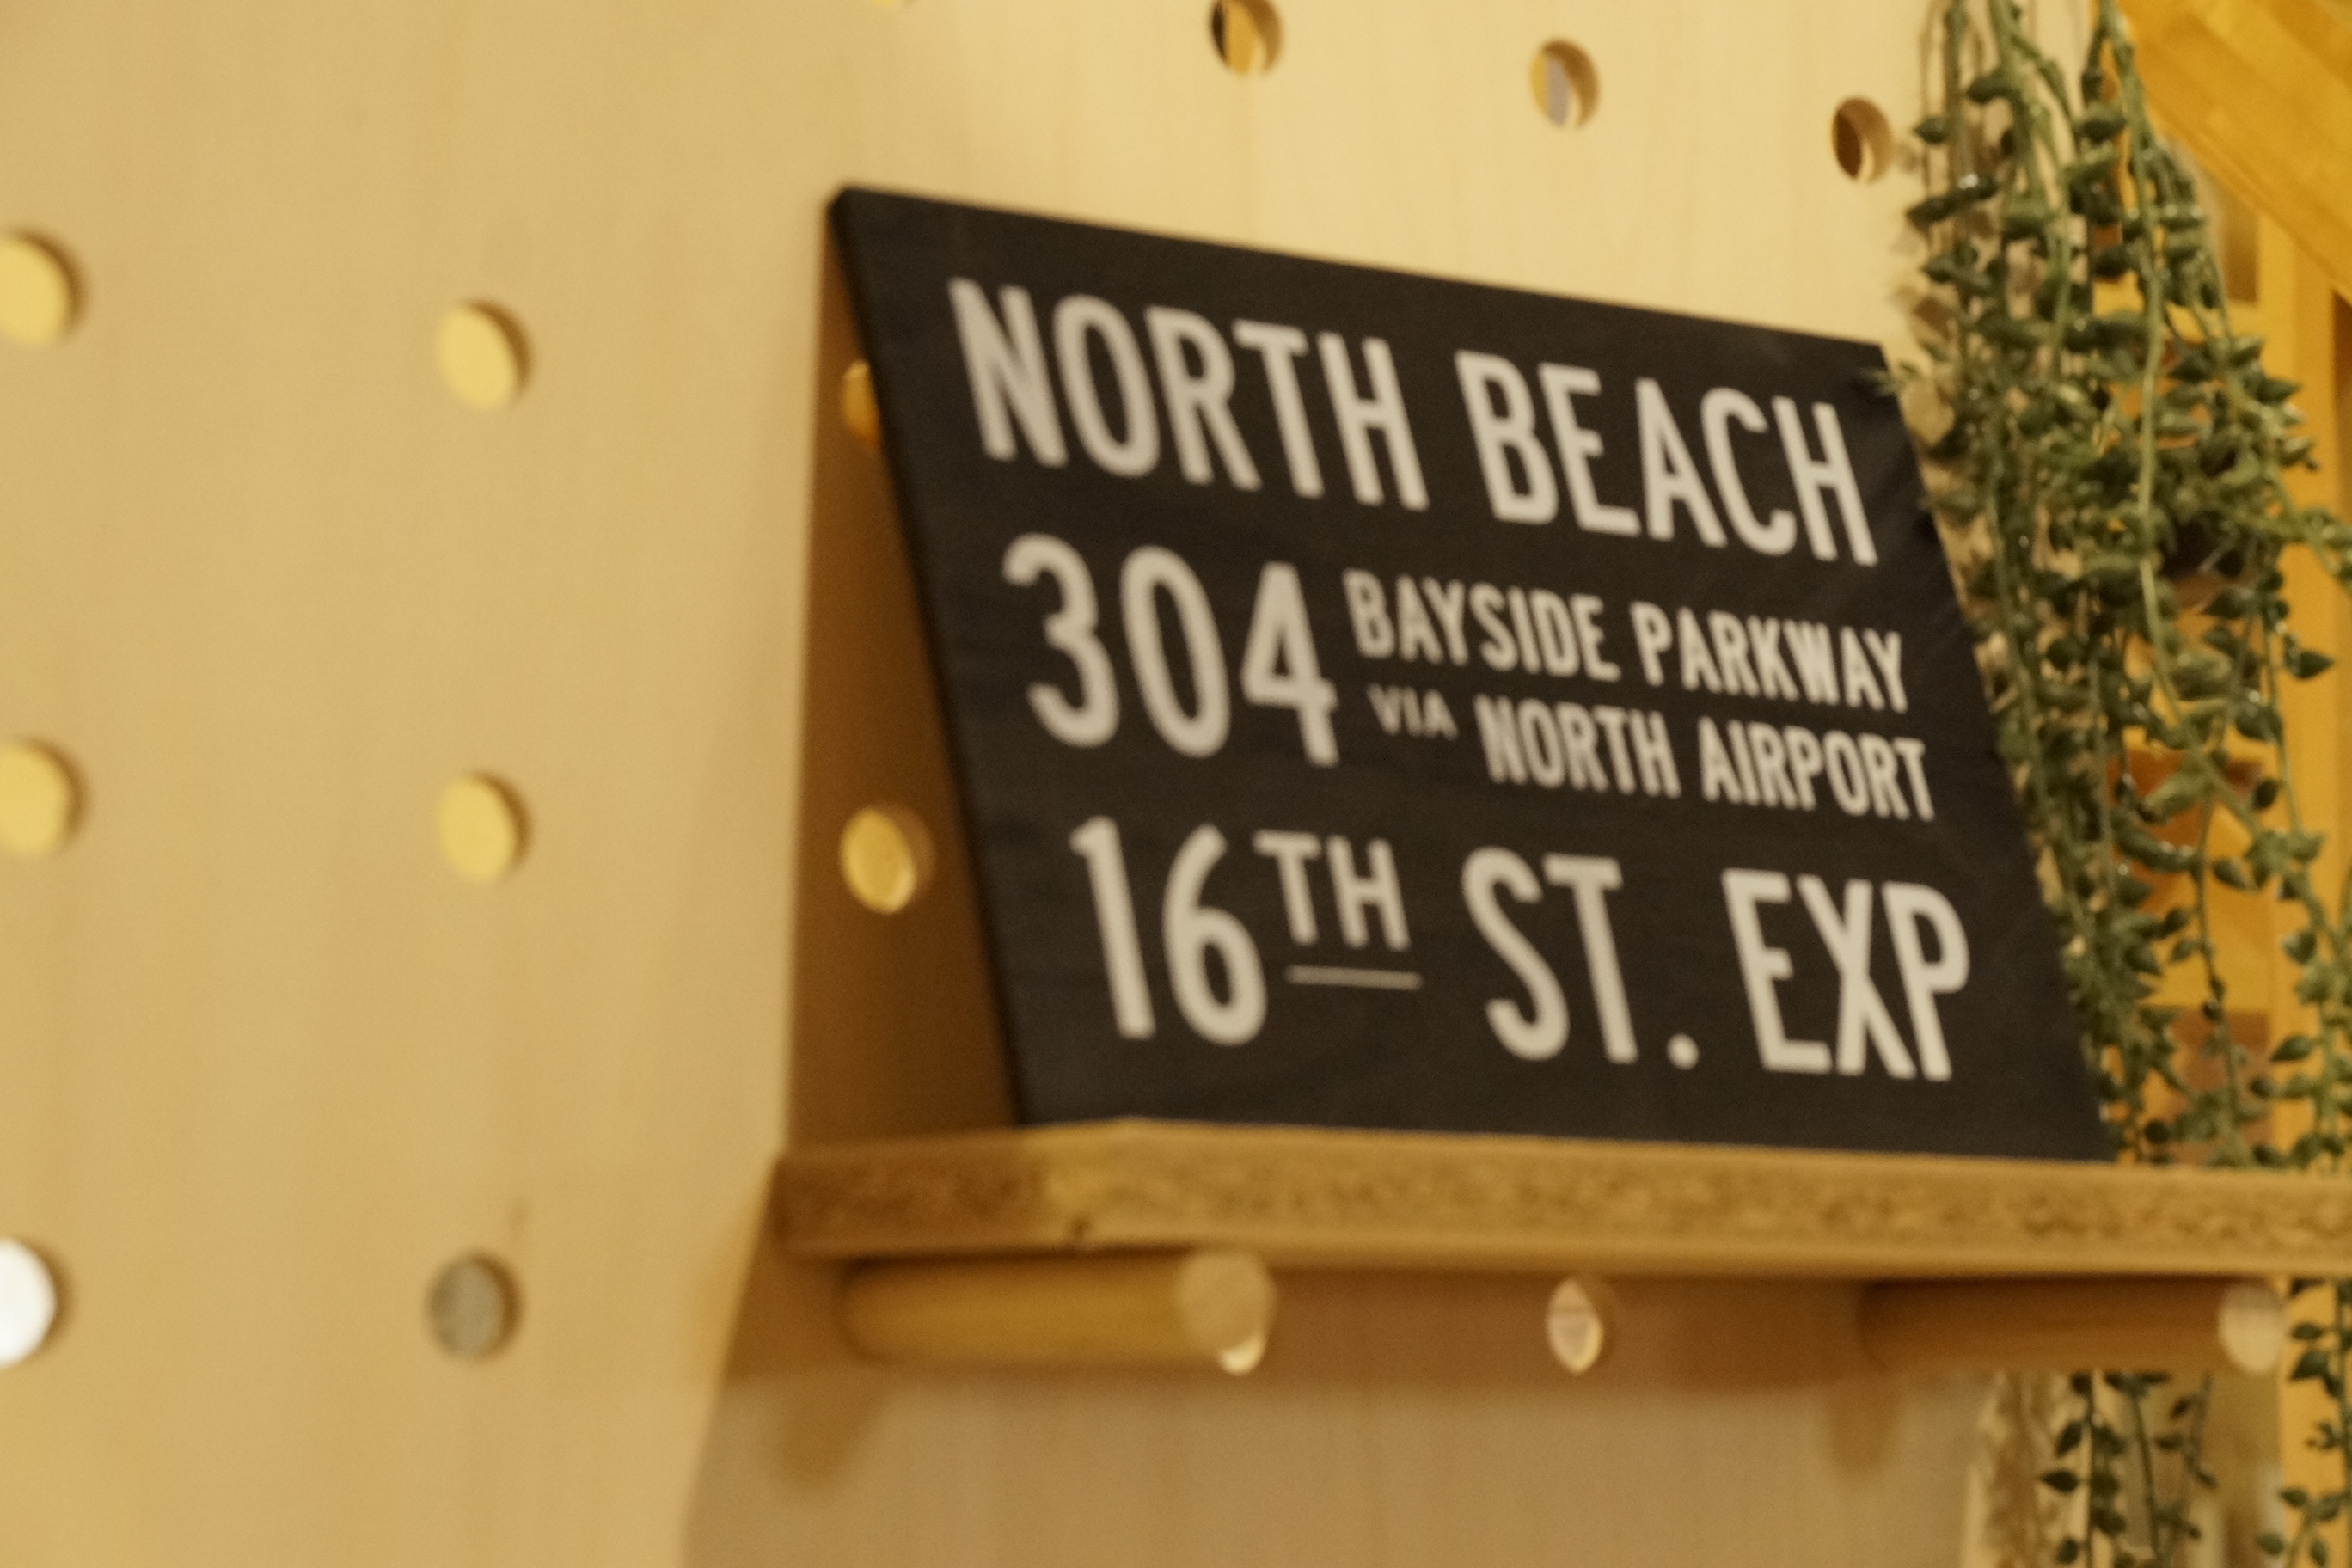 NORTH BEACH
304 BAYSIDE PARKWAY
VIA NORTH AIRPORT
16TH ST. EXP